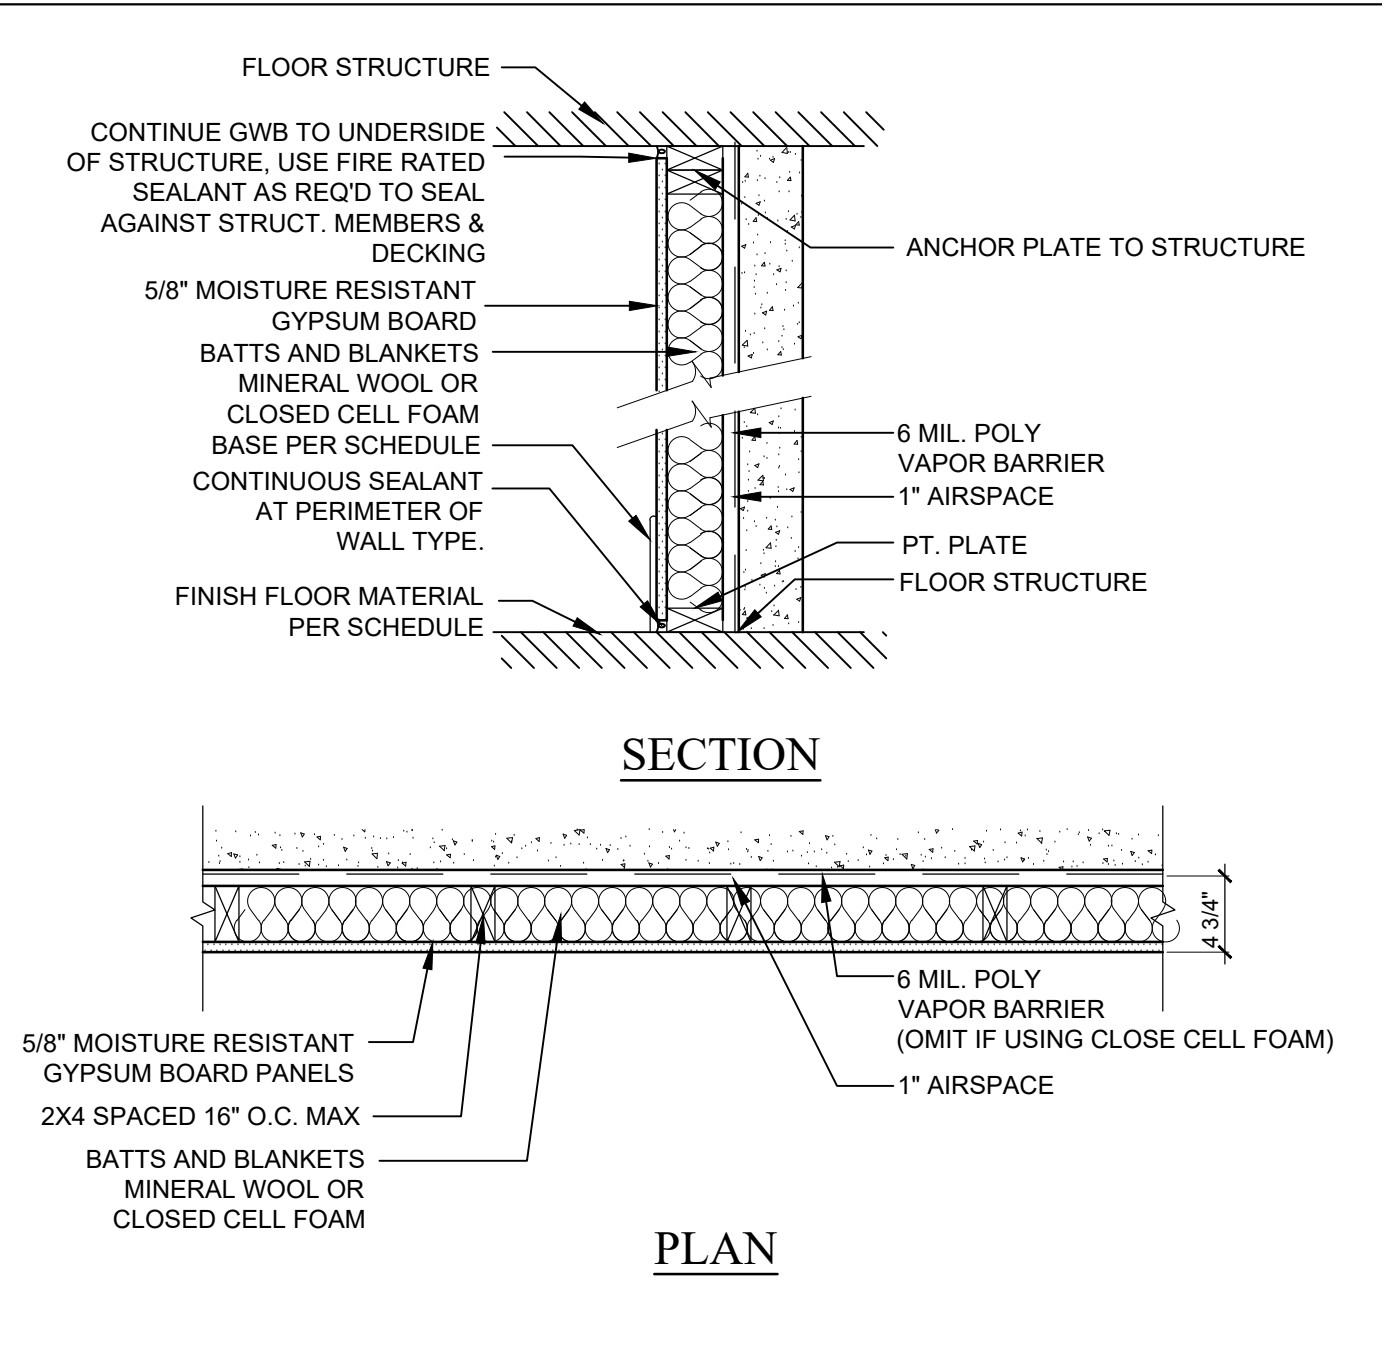 FLOOR STRUCTURE
CONTINUE GWB TO UNDERSIDE
OF STRUCTURE, USE FIRE RATED
SEALANT AS REQ'D TO SEAL
AGAINST STRUCT. MEMBERS &
DECKING
5/8" MOISTURE RESISTANT
GYPSUM BOARD
BATTS AND BLANKETS
MINERAL WOOL OR
CLOSED CELL FOAM
BASE PER SCHEDULE
CONTINUOUS SEALANT
AT PERIMETER OF
WALL TYPE.
FINISH FLOOR MATERIAL
PER SCHEDULE
ANCHOR PLATE TO STRUCTURE
6 MIL. POLY
VAPOR BARRIER
1" AIRSPACE
PT. PLATE
FLOOR STRUCTURE
SECTION
4 3/4"
5/8" MOISTURE RESISTANT
GYPSUM BOARD PANELS
2X4 SPACED 16" O.C. MAX
BATTS AND BLANKETS
MINERAL WOOL OR
CLOSED CELL FOAM
6 MIL. POLY
VAPOR BARRIER
(OMIT IF USING CLOSE CELL FOAM)
1" AIRSPACE
PLAN